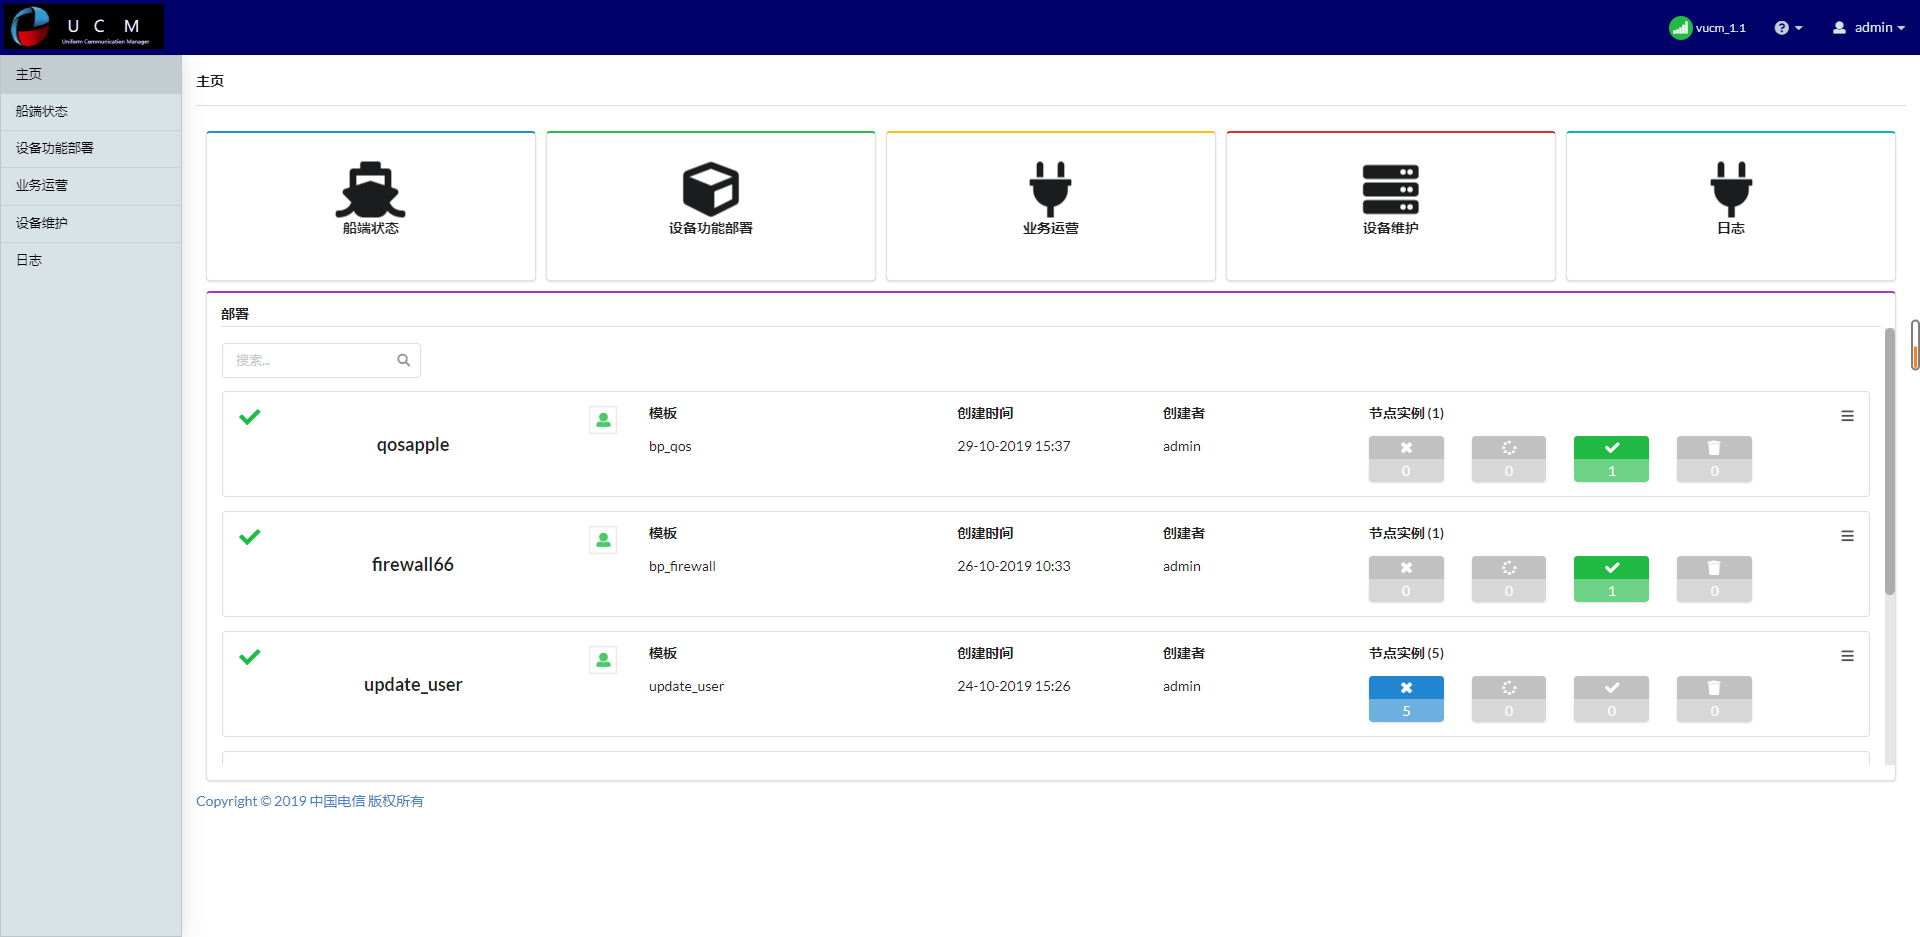 U C M
Uniform Communication Manager
vucm_1.1
admin
主页
船端状态
设备功能部署
业务运营
设备维护
日志
主页
船端状态
设备功能部署
业务运营
设备维护
日志
部署
搜索...
qosapple
模板
bp_qos
创建时间
29-10-2019 15:37
创建者
admin
节点实例 (1)
0
0
1
0
firewall66
模板
bp_firewall
创建时间
26-10-2019 10:33
创建者
admin
节点实例 (1)
0
0
1
0
update_user
模板
update_user
创建时间
24-10-2019 15:26
创建者
admin
节点实例 (5)
5
0
0
0
Copyright © 2019 中国电信 版权所有